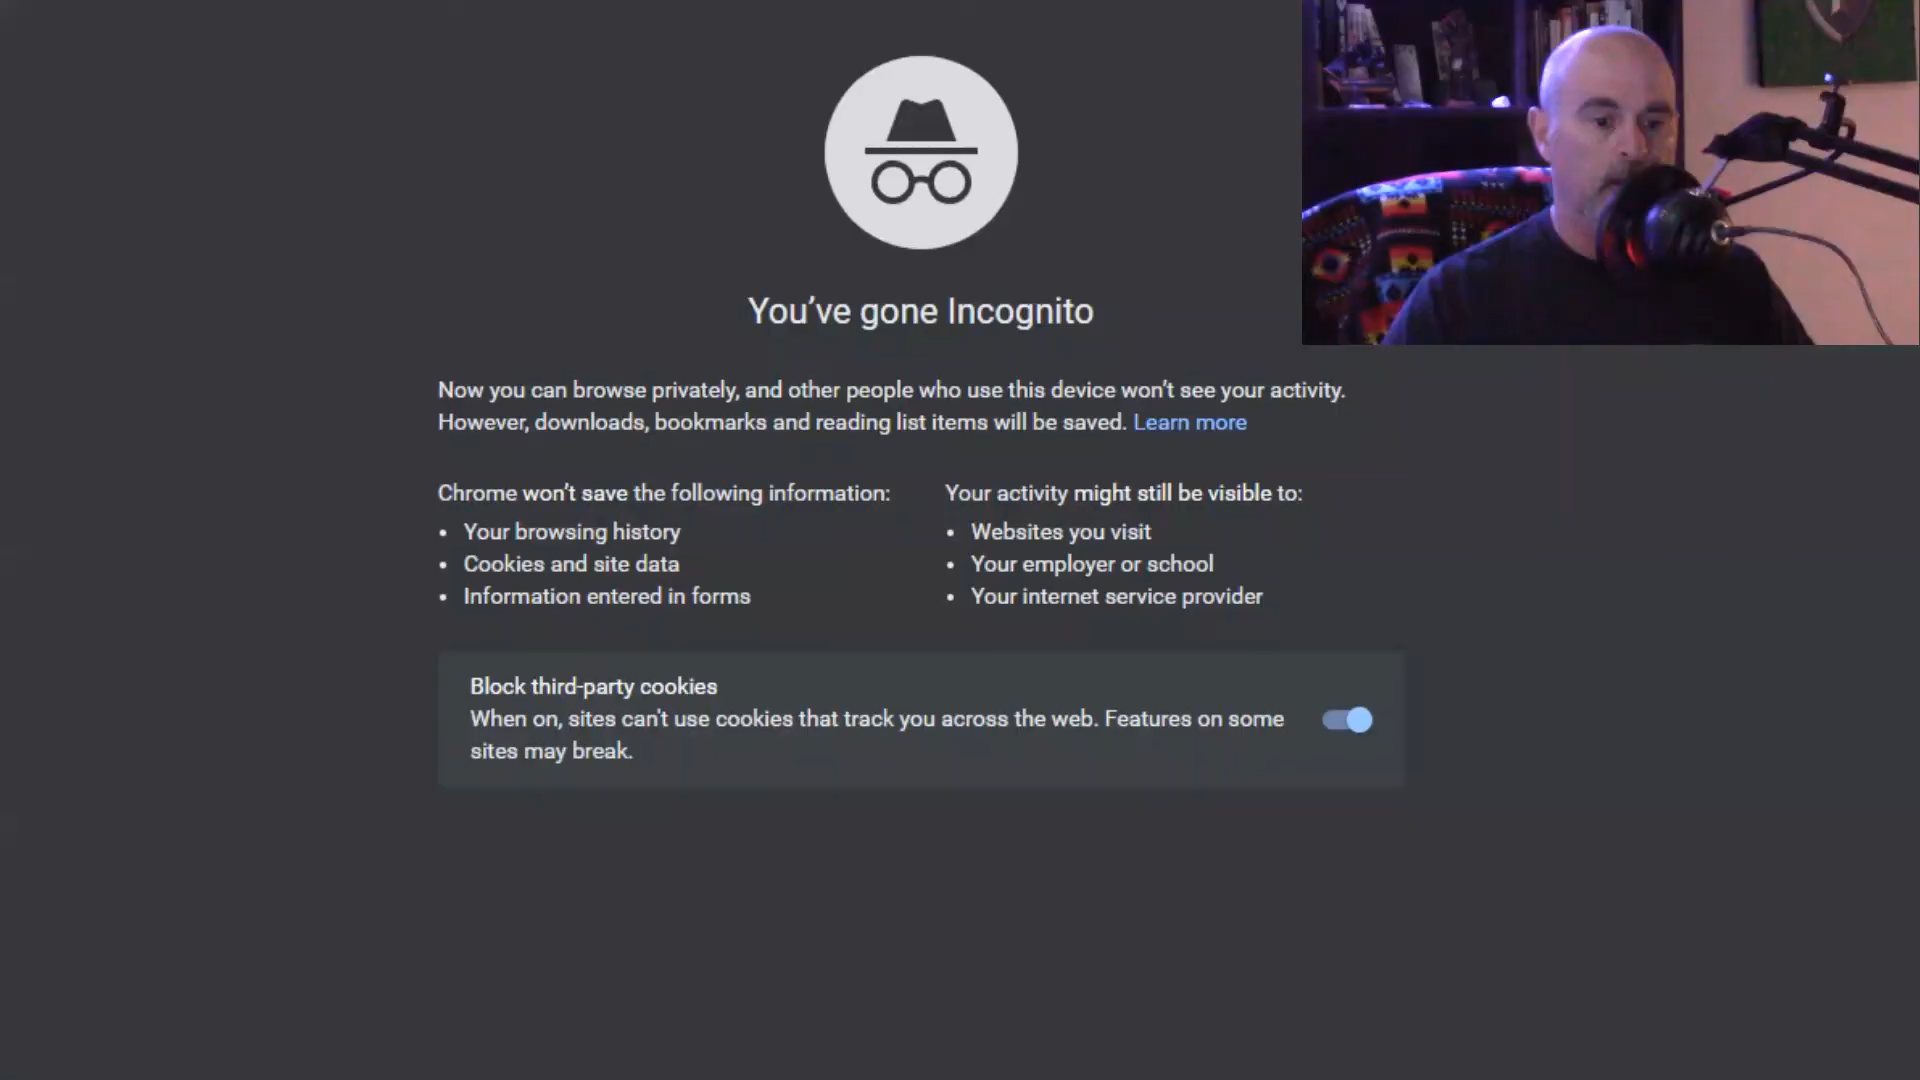 You’ve gone Incognito
Now you can browse privately, and other people who use this device won’t see your activity.
However, downloads, bookmarks and reading list items will be saved. Learn more
Chrome won’t save the following information:
Your browsing history
Cookies and site data
Information entered in forms
Your activity might still be visible to:
Websites you visit
Your employer or school
Your internet service provider
Block third-party cookies
When on, sites can't use cookies that track you across the web. Features on some
sites may break.